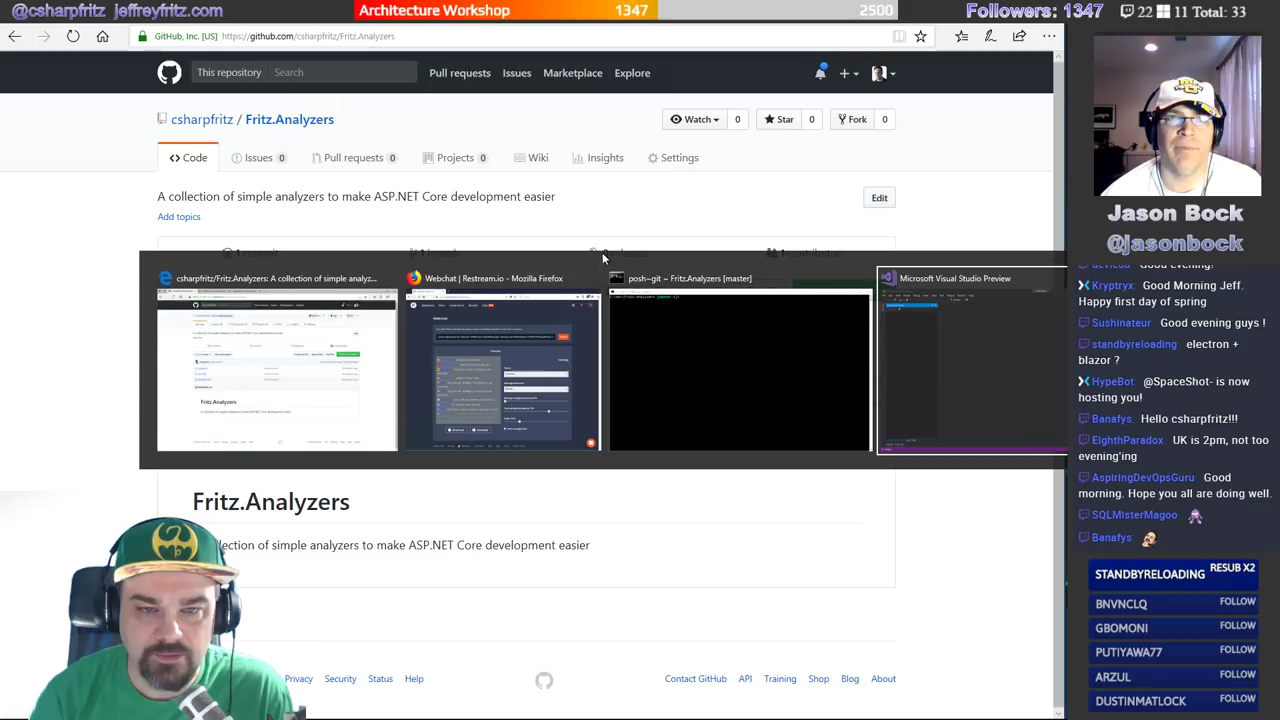 @csharpfritz jeffreyfritz.com
Architecture Workshop 1347 2500
Followers: 1347 22 11 Total: 33
GitHub, Inc. [US] https://github.com/csharpfritz/Fritz.Analyzers
This repository Search Pull requests Issues Marketplace Explore
csharpfritz / Fritz.Analyzers
Watch 0 Star 0 Fork 0
Code Issues 0 Pull requests 0 Projects 0 Wiki Insights Settings
A collection of simple analyzers to make ASP.NET Core development easier
Edit
Add topics
csharpfritz/Fritz.Analyzers: A collection of simple analyz...
Webchat | Restream.io - Mozilla Firefox
posh~git ~ Fritz.Analyzers [master]
Microsoft Visual Studio Preview
Fritz.Analyzers
collection of simple analyzers to make ASP.NET Core development easier
Privacy Security Status Help
Contact GitHub API Training Shop Blog About
Jason Bock
@jasonbock
Good Morning Jeff.
Happy first day of spring
Good
guys !
standbyreloading. electron +
blazor ?
HypeBot. @zacksleson is now
hosting you!
Banafys. Hello csharpfritz!!!!
EighthParadox. UK is 2pm, not too
evening'ing
AspiringDevOpsGuru Good
morning. Hope you all are doing well.
SQLMisterMagoo.
Banafys.
STANDBYRELOADING RESUB X2
BNVNCLQ FOLLOW
GBOMONI FOLLOW
PUTIYAWA77 FOLLOW
ARZUL FOLLOW
DUSTINMATLOCK FOLLOW